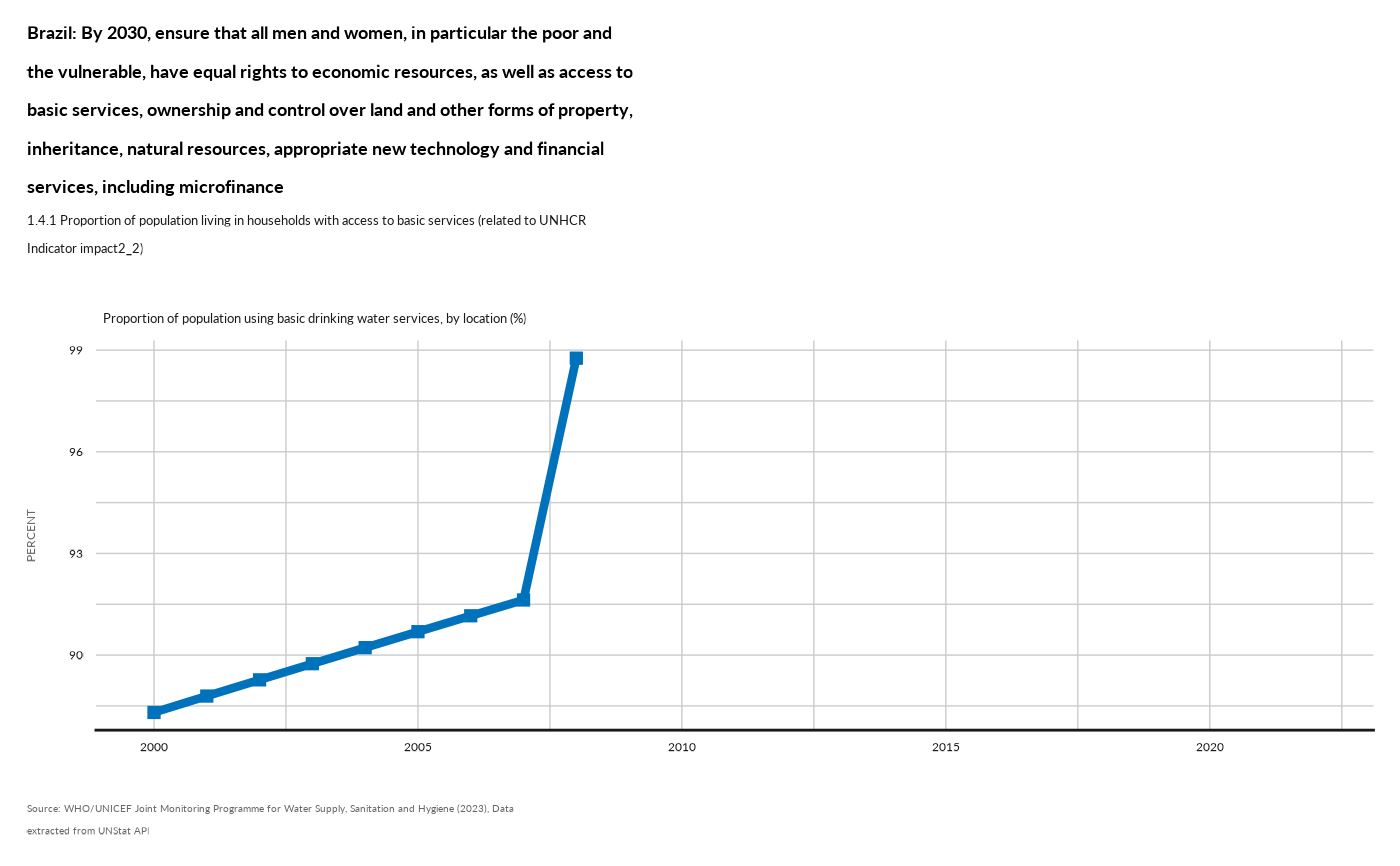 Brazil: By 2030, ensure that all men and women, in particular the poor and
the vulnerable, have equal rights to economic resources, as well as access to
basic services, ownership and control over land and other forms of property,
inheritance, natural resources, appropriate new technology and financial
services, including microfinance
1.4.1 Proportion of population living in households with access to basic services (related to UNHCR
Indicator impact2_2)
Proportion of population using basic drinking water services, by location (%)
99
96
93
90
PERCENT
2000 2005 2010 2015 2020
Source: WHO/UNICEF Joint Monitoring Programme for Water Supply, Sanitation and Hygiene (2023), Data
extracted from UNStat API